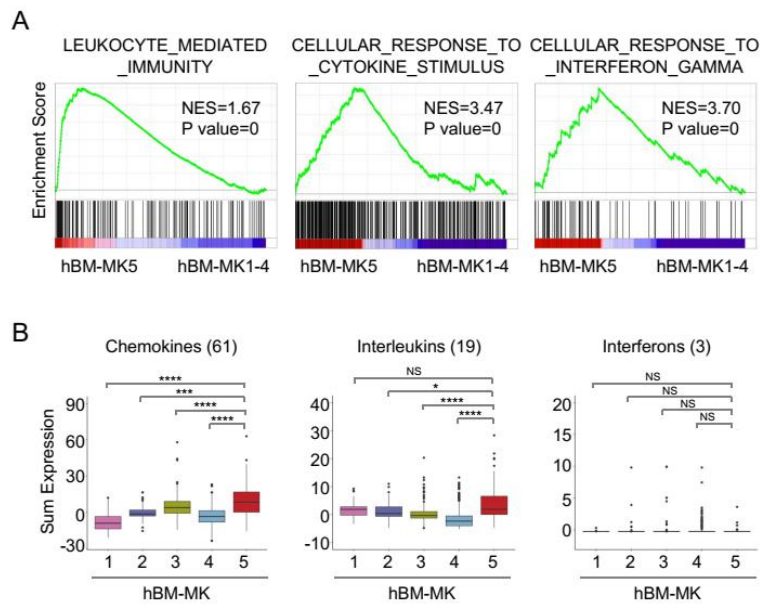 A
LEUKOCYTE_MEDIATED
_IMMUNITY
CELLULAR_RESPONSE_TO
_CYTOKINE_STIMULUS
CELLULAR_RESPONSE_TO
_INTERFERON_GAMMA
Enrichment Score
NES=1.67
P value=0
NES=3.47
P value=0
NES=3.70
P value=0
hBM-MK5 hBM-MK1-4
hBM-MK5 hBM-MK1-4
hBM-MK5 hBM-MK1-4
B
Chemokines (61)
Sum Expression
90
60
30
0
-30
****
***
****
****
1 2 3 4 5
hBM-MK
Interleukins (19)
40
30
20
10
0
-10
NS
*
****
****
1 2 3 4 5
hBM-MK
Interferons (3)
20
15
10
5
0
NS
NS
NS
NS
1 2 3 4 5
hBM-MK